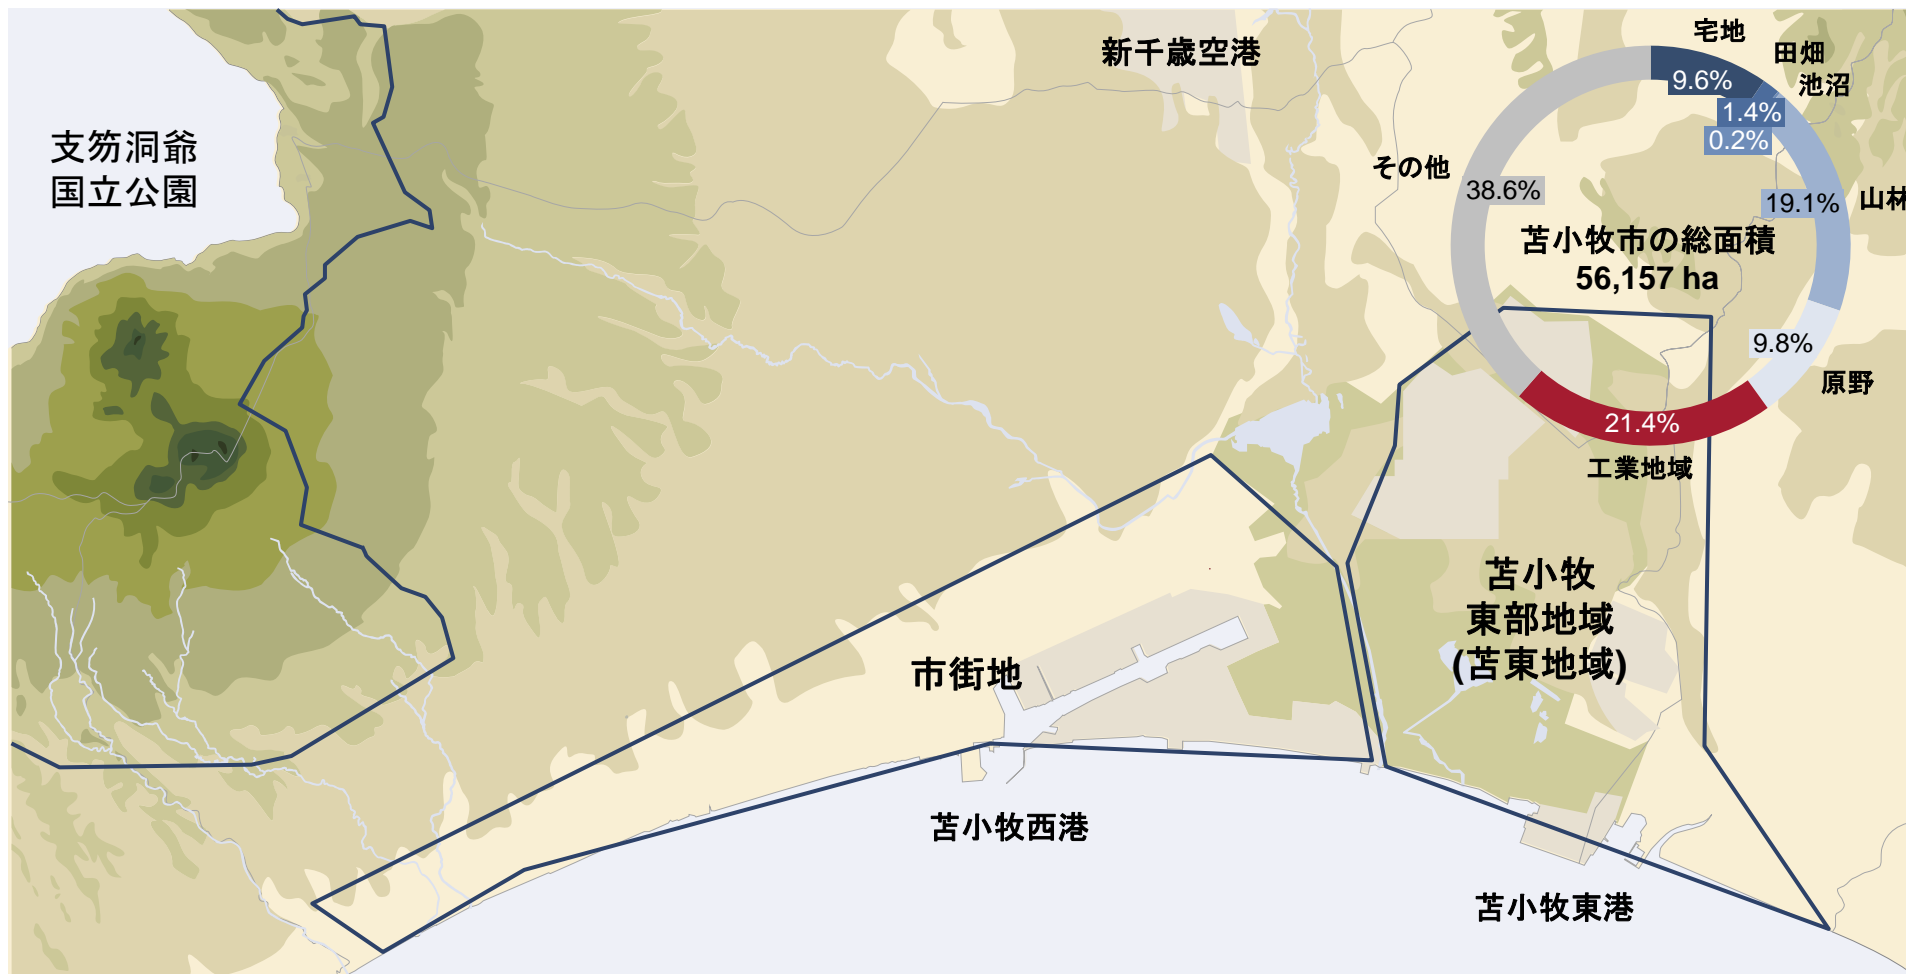 新千歳空港
支笏洞爺
国立公園
宅地
田畑
池沼
9.6%
1.4%
0.2%
その他
38.6%
19.1%
山林
苫小牧市の総面積
56,157 ha
9.8%
原野
21.4%
工業地域
苫小牧
東部地域
(苫東地域)
市街地
苫小牧西港
苫小牧東港